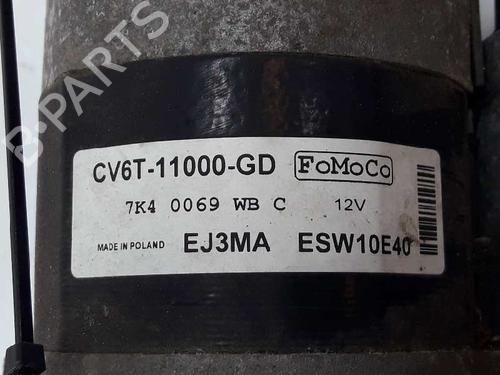 B-PARTS
CV6T-11000-GD FoMoCo
7K4 0069 WB C 12V
MADE IN POLAND EJ3MA ESW10E40